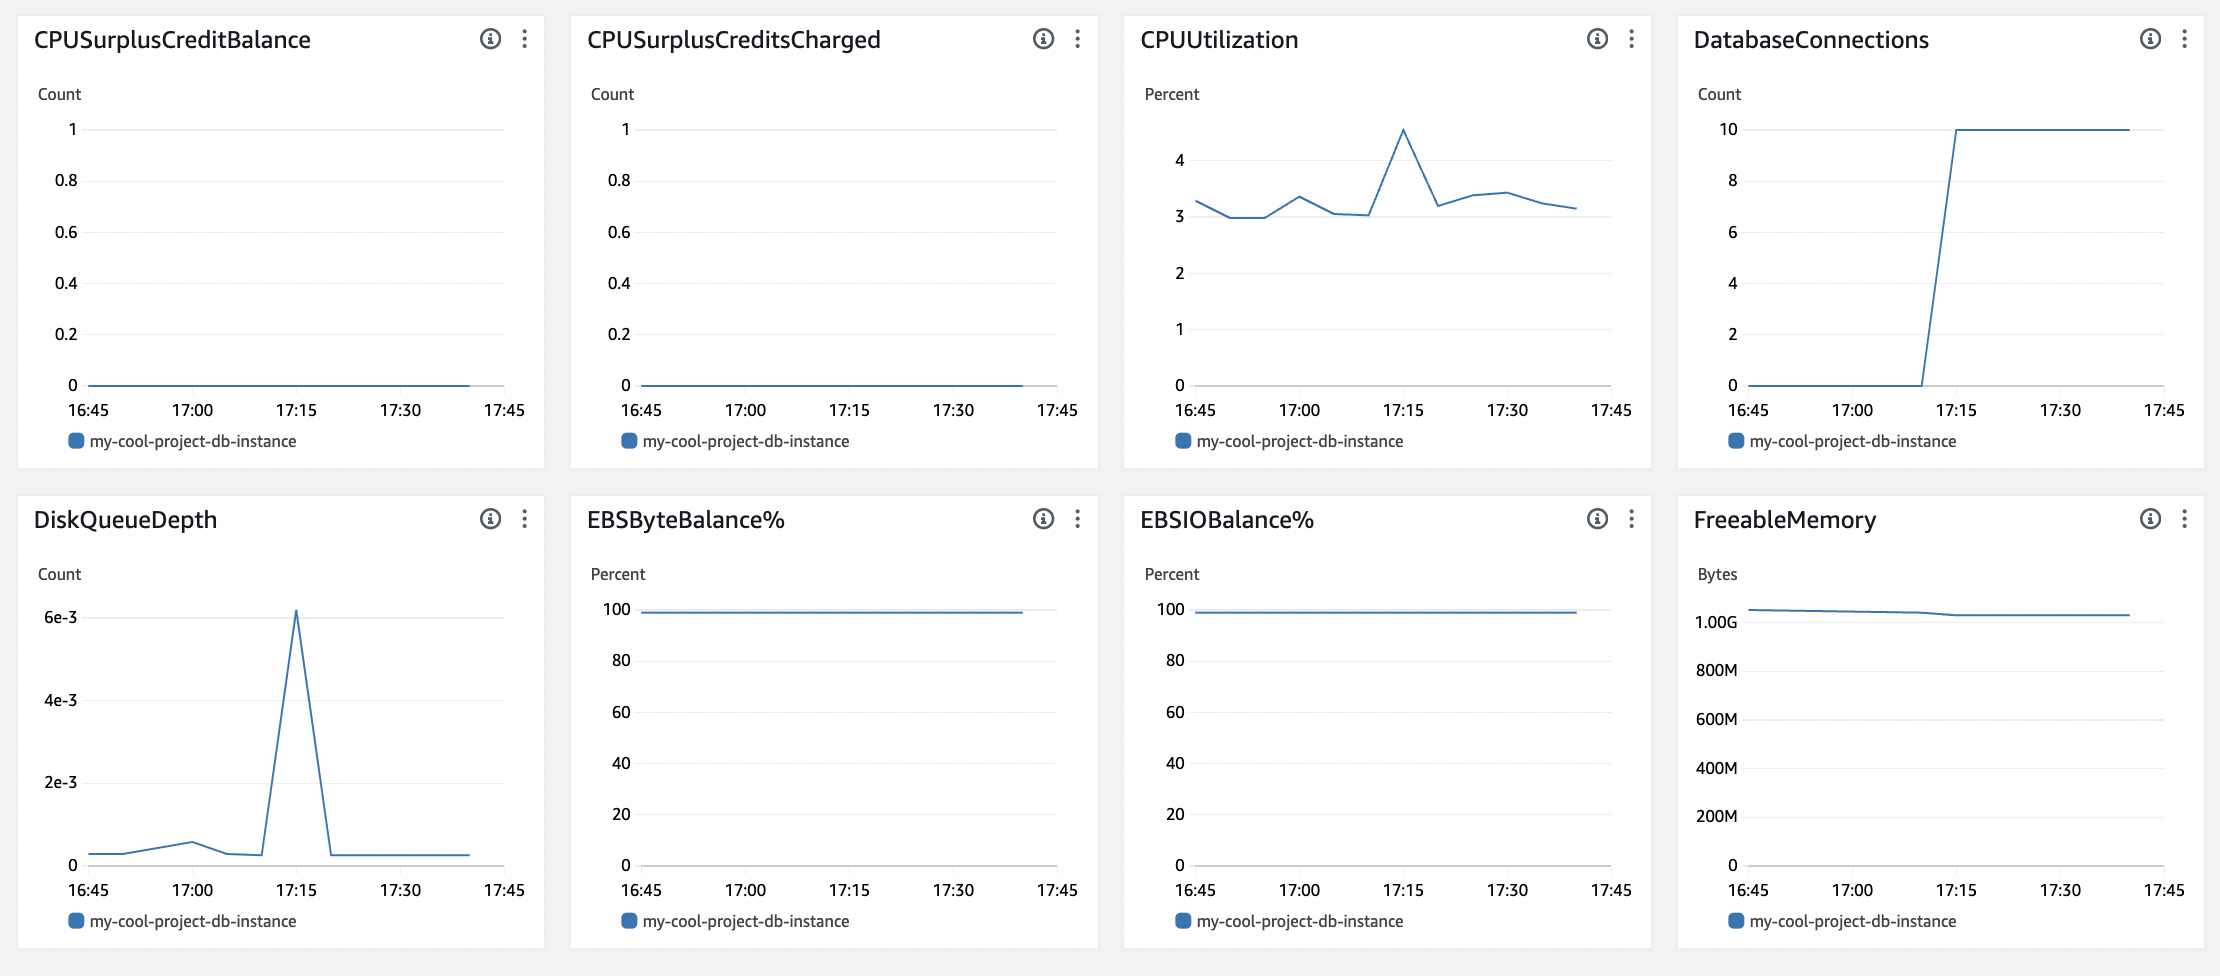 CPUSurplusCreditBalance
Count
1
0.8
0.6
0.4
0.2
0
16:45 17:00 17:15 17:30 17:45
my-cool-project-db-instance
CPUSurplusCreditsCharged
Count
1
0.8
0.6
0.4
0.2
0
16:45 17:00 17:15 17:30 17:45
my-cool-project-db-instance
CPUUtilization
Percent
4
3
2
1
0
16:45 17:00 17:15 17:30 17:45
my-cool-project-db-instance
DatabaseConnections
Count
10
8
6
4
2
0
16:45 17:00 17:15 17:30 17:45
my-cool-project-db-instance
DiskQueueDepth
Count
6e-3
4e-3
2e-3
0
16:45 17:00 17:15 17:30 17:45
my-cool-project-db-instance
EBSByteBalance%
Percent
100
80
60
40
20
0
16:45 17:00 17:15 17:30 17:45
my-cool-project-db-instance
EBSIOBalance%
Percent
100
80
60
40
20
0
16:45 17:00 17:15 17:30 17:45
my-cool-project-db-instance
FreeableMemory
Bytes
1.00G
800M
600M
400M
200M
0
16:45 17:00 17:15 17:30 17:45
my-cool-project-db-instance